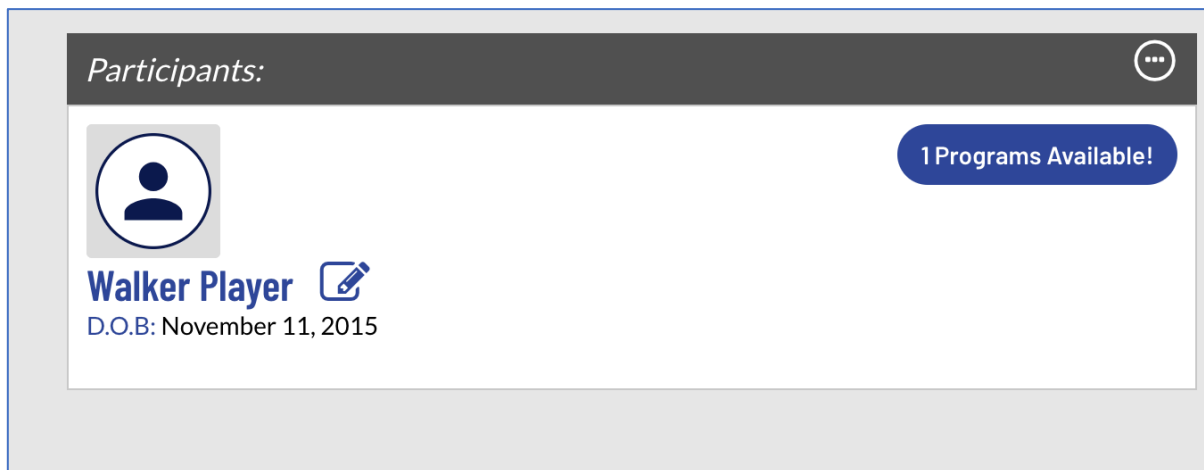 Participants:
1 Programs Available!
Walker Player
D.O.B: November 11, 2015